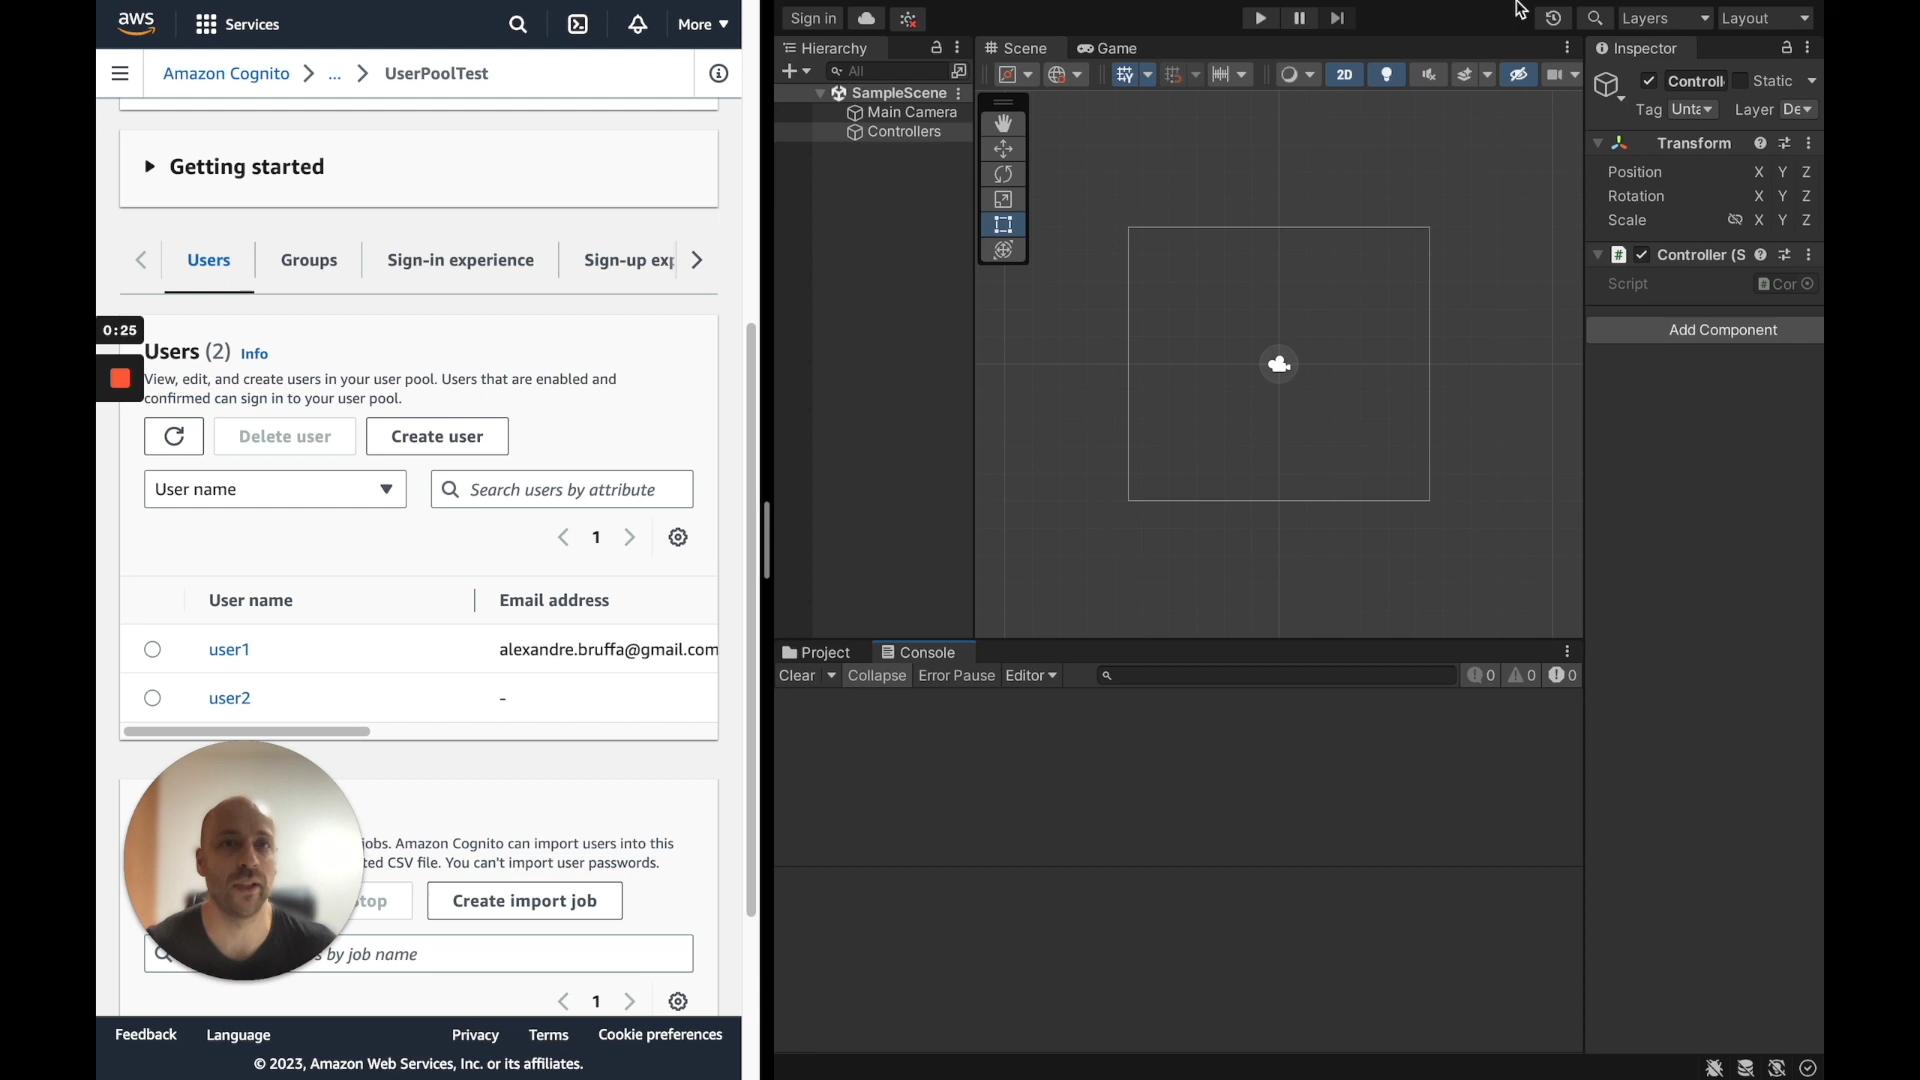 aws
Services
More
Amazon Cognito
...
UserPoolTest
Getting started
Users
Groups
Sign-in experience
Sign-up
0:25
Users (2) Info
View, edit, and create users in your user pool. Users that are enabled and
confirmed can sign in to your user pool.
Delete user
Create user
User name
Search users by attribute
1
User name
Email address
user1
alexandre.bruffa@gmail.com
user2
-
jobs. Amazon Cognito can import users into this
CSV file. You can't import user passwords.
Create import job
by job name
1
Feedback
Language
Privacy
Terms
Cookie preferences
© 2023, Amazon Web Services, Inc. or its affiliates.
Sign in
Layers
Layout
Hierarchy
All
SampleScene
Main Camera
Controllers
Scene
Game
2D
Inspector
Controll
Static
Tag
Unta
Layer
De
Transform
Position
X Y Z
Rotation
X Y Z
Scale
X Y Z
# Controller (S
Script
# Cor
Add Component
Project
Console
Clear
Collapse
Error Pause
Editor
0
0
0